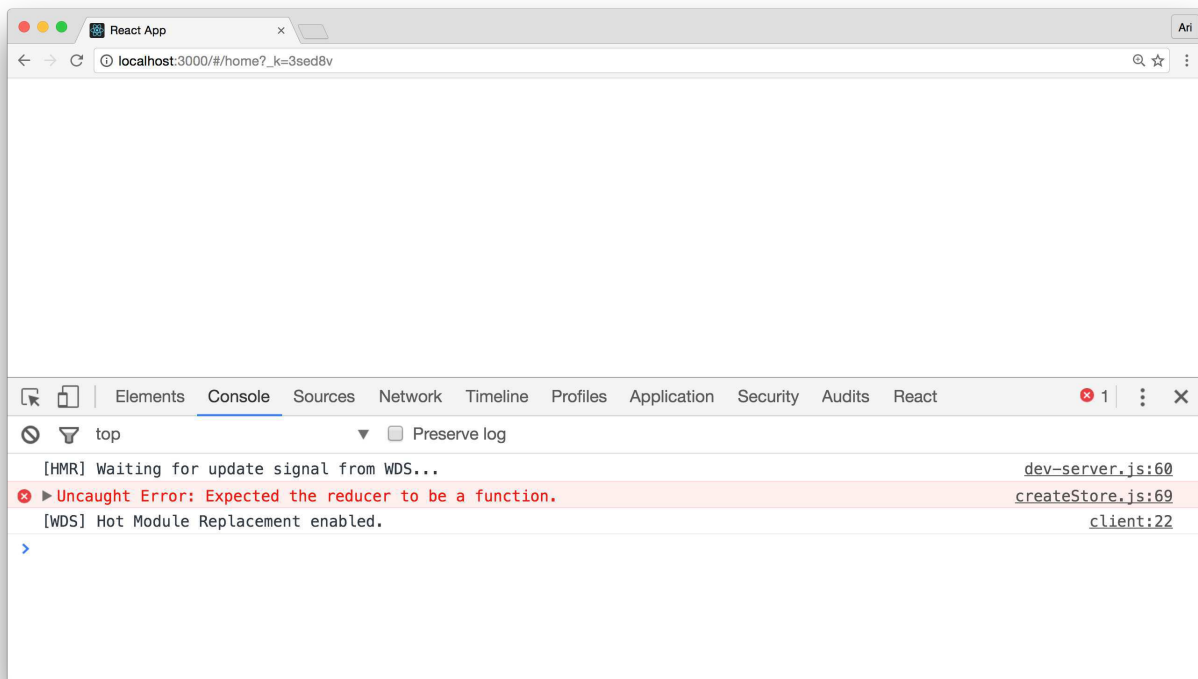 React App
Ari
localhost:3000/#/home?_k=3sed8v
Elements Console Sources Network Timeline Profiles Application Security Audits React 1
top Preserve log
[HMR] Waiting for update signal from WDS... dev-server.js:60
Uncaught Error: Expected the reducer to be a function. createStore.js:69
[WDS] Hot Module Replacement enabled. client:22